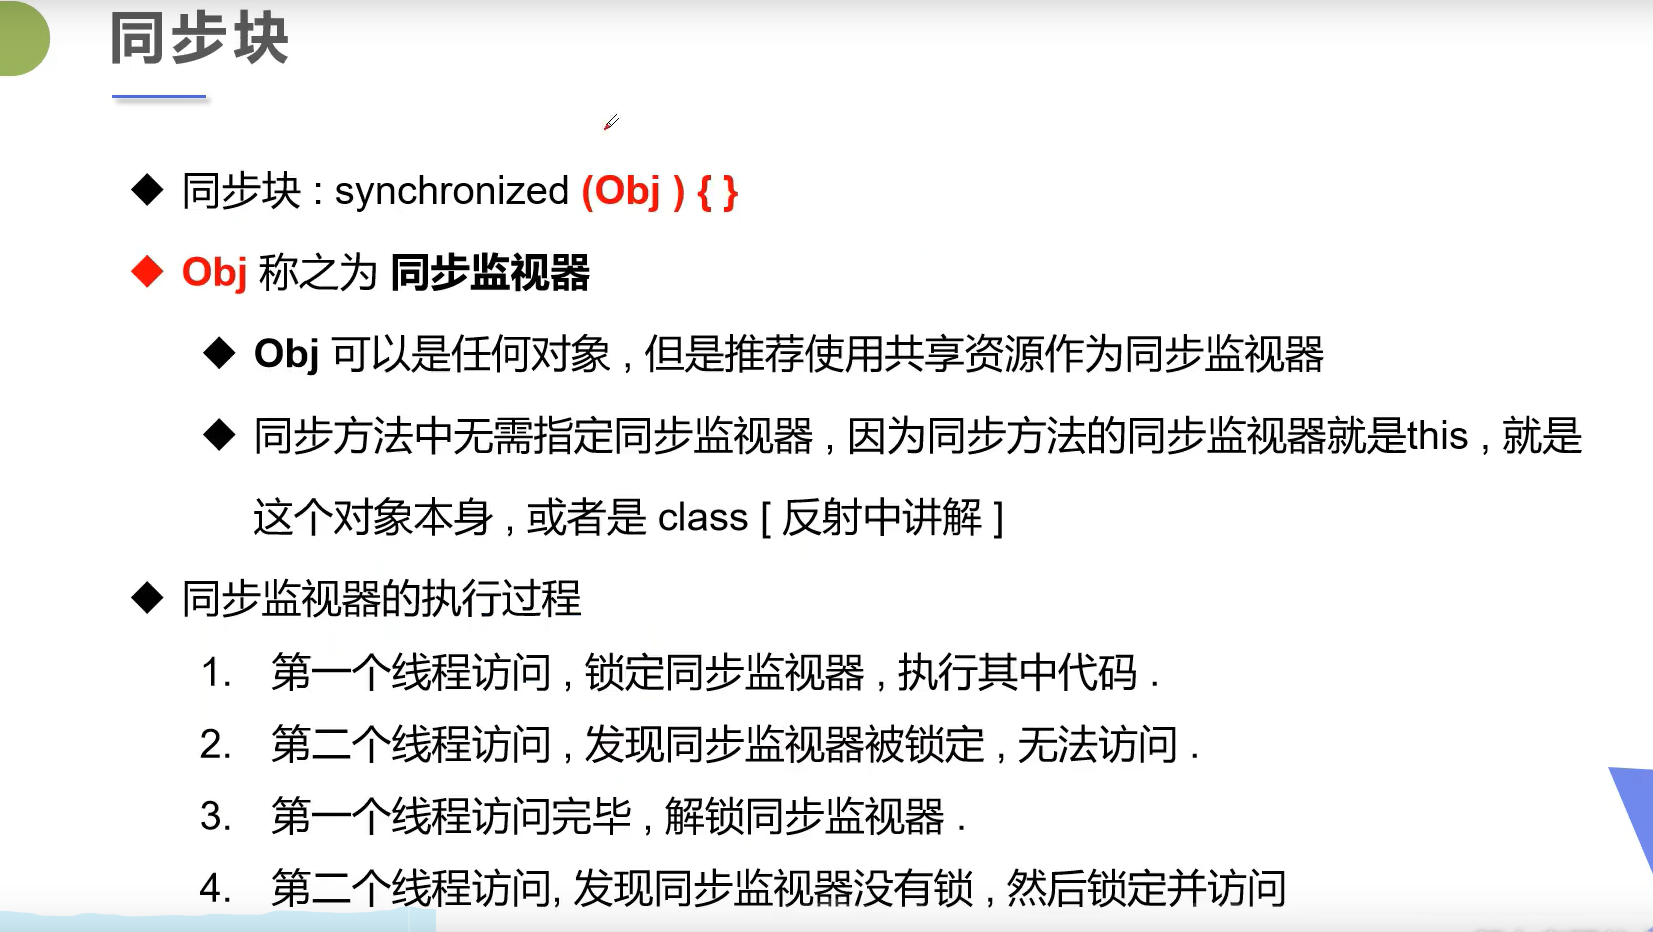 同步块
同步块 : synchronized (Obj ) { }
Obj 称之为 同步监视器
Obj 可以是任何对象 , 但是推荐使用共享资源作为同步监视器
同步方法中无需指定同步监视器 , 因为同步方法的同步监视器就是this , 就是
这个对象本身 , 或者是 class [ 反射中讲解 ]
同步监视器的执行过程
1. 第一个线程访问 , 锁定同步监视器 , 执行其中代码 .
2. 第二个线程访问 , 发现同步监视器被锁定 , 无法访问 .
3. 第一个线程访问完毕 , 解锁同步监视器 .
4. 第二个线程访问, 发现同步监视器没有锁 , 然后锁定并访问